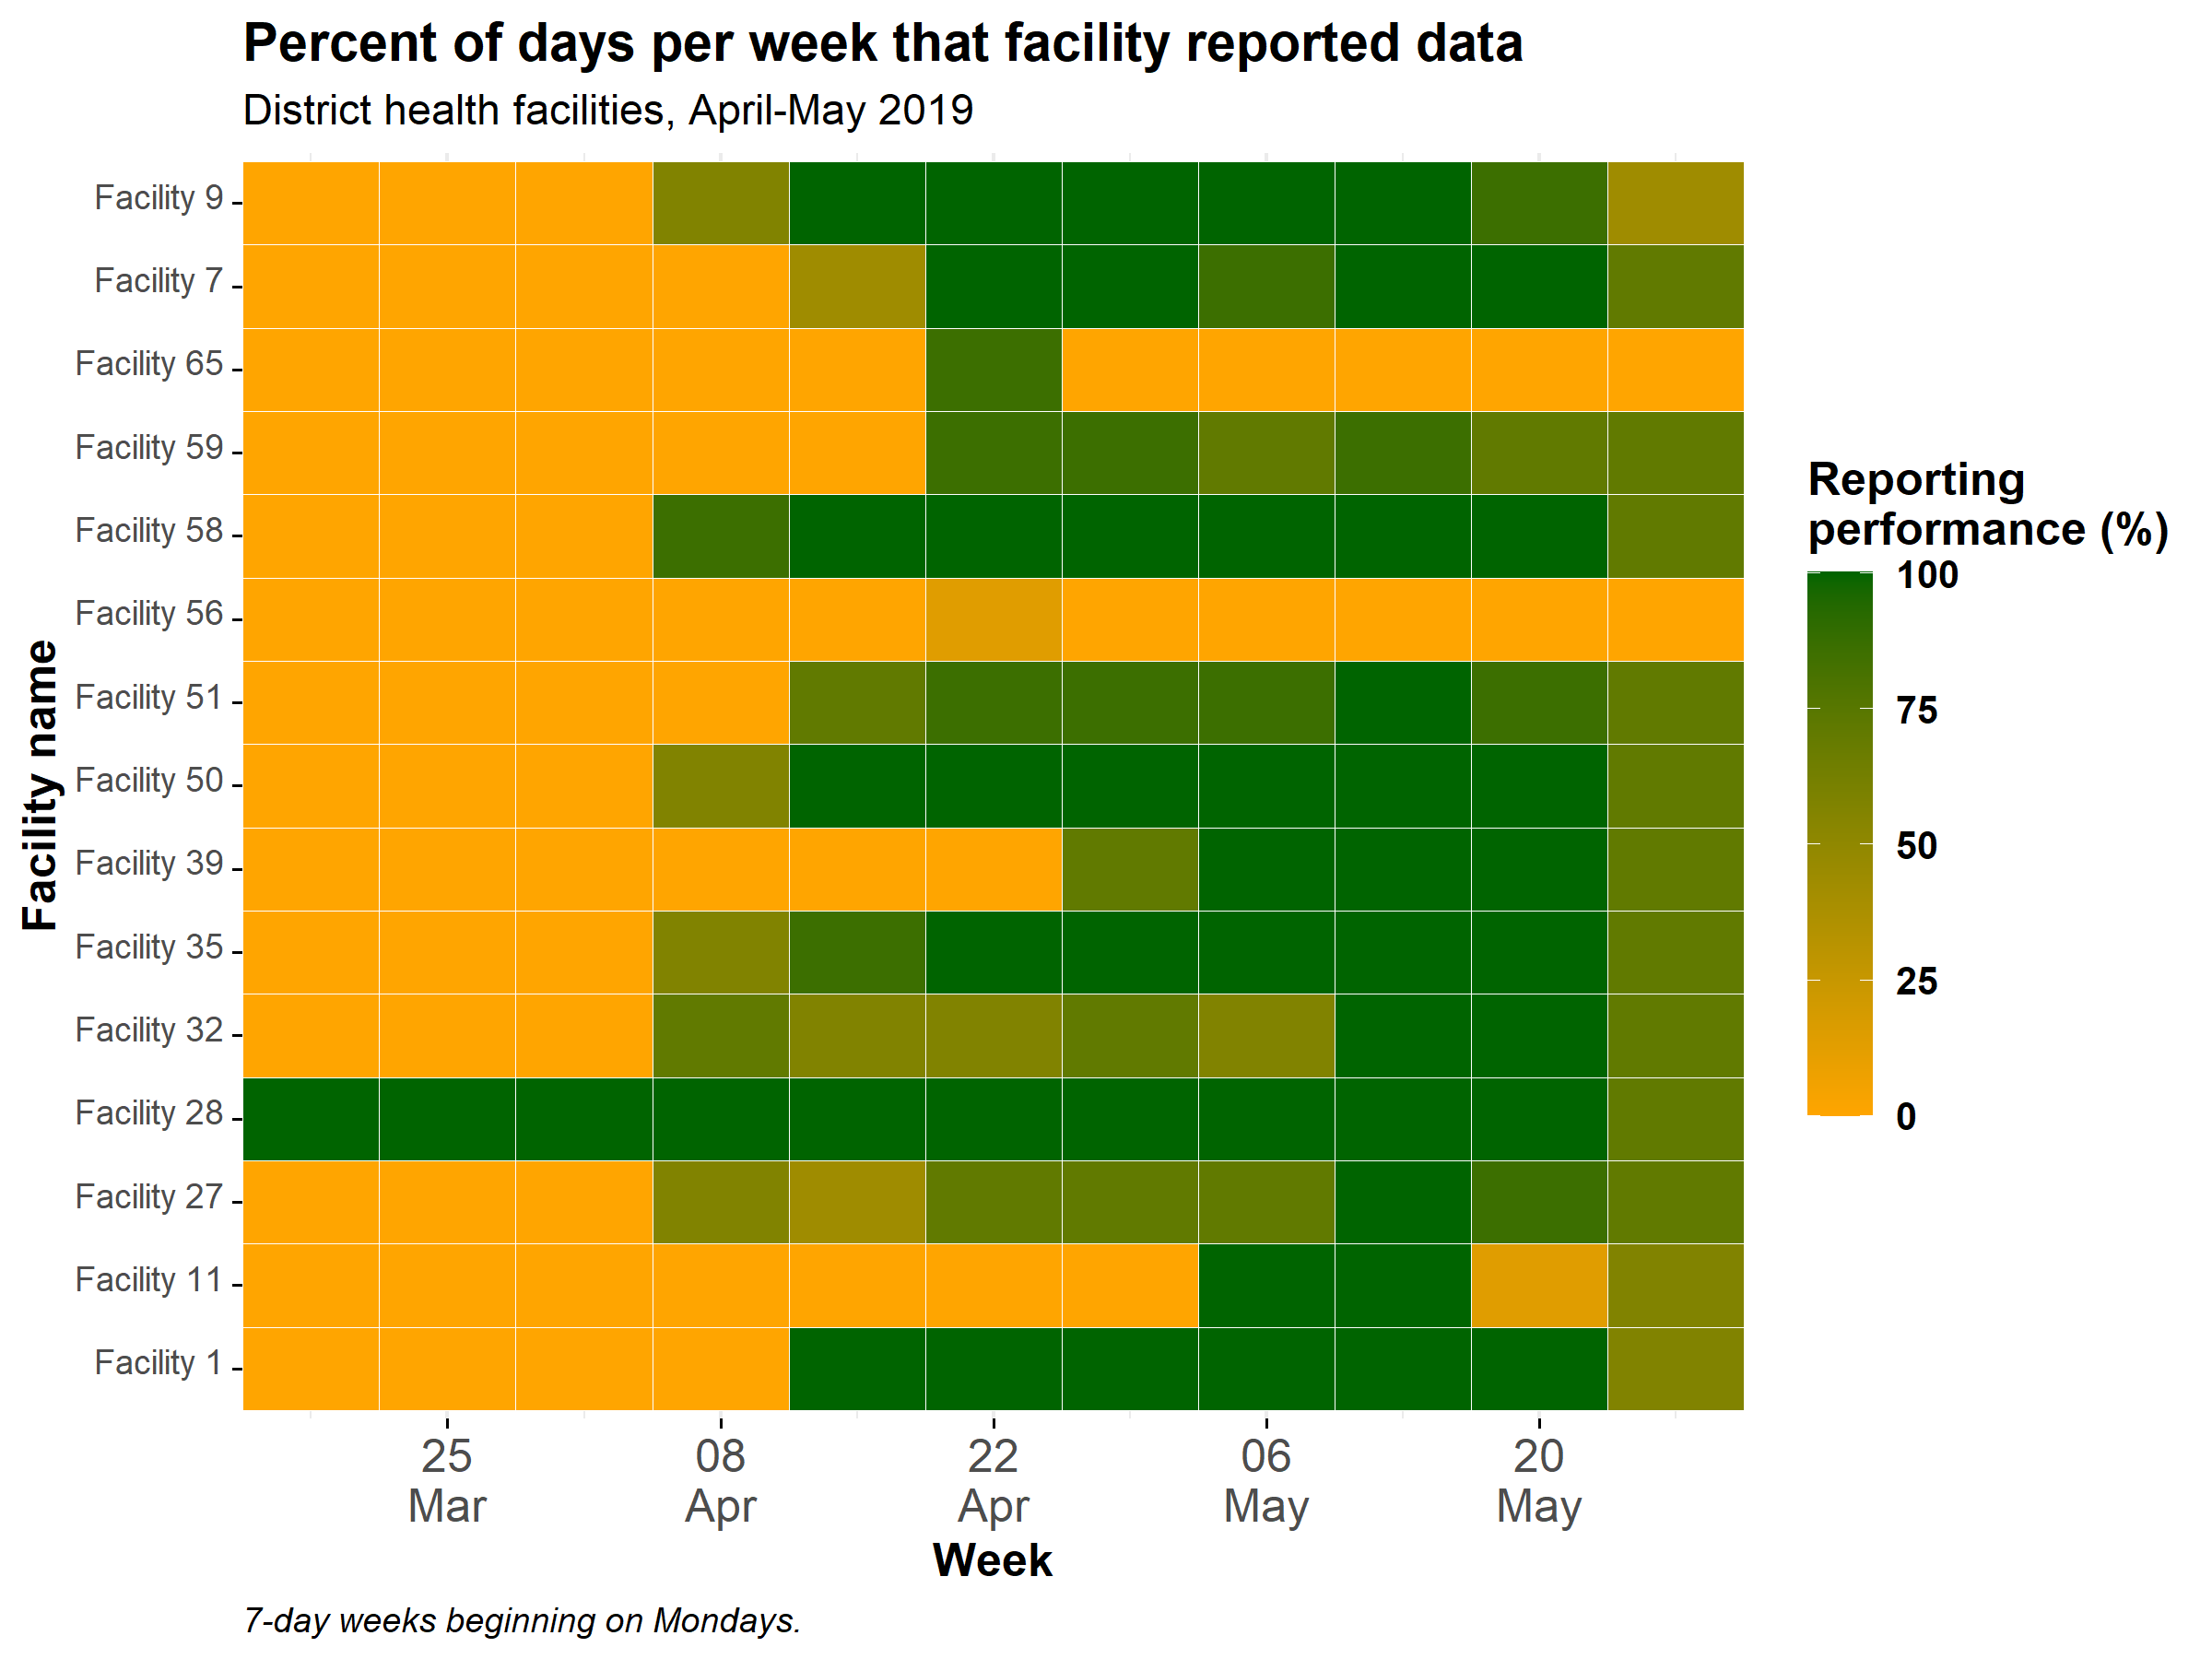 Percent of days per week that facility reported data
District health facilities, April-May 2019
Facility name
Facility 9
Facility 7
Facility 65
Facility 59
Facility 58
Facility 56
Facility 51
Facility 50
Facility 39
Facility 35
Facility 32
Facility 28
Facility 27
Facility 11
Facility 1
25
Mar
08
Apr
22
Apr
06
May
20
May
Week
7-day weeks beginning on Mondays.
Reporting
performance (%)
100
75
50
25
0